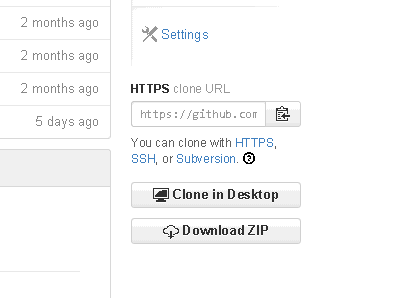 2 months ago
2 months ago
2 months ago
5 days ago
Settings
HTTPS clone URL
https://github.com
You can clone with HTTPS,
SSH, or Subversion.
Clone in Desktop
Download ZIP